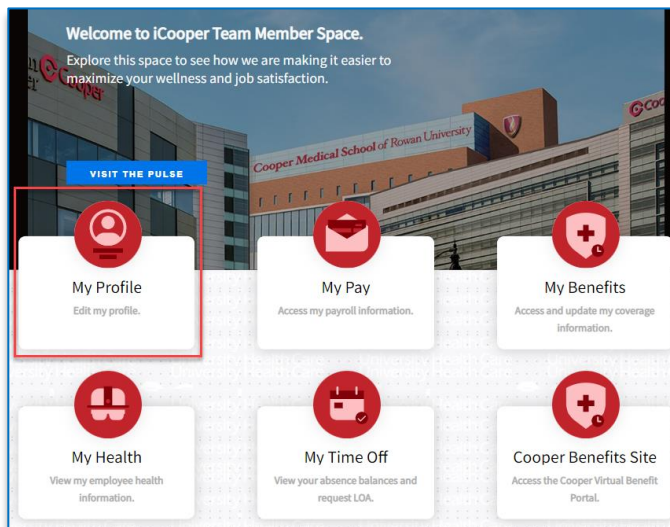 Welcome to iCooper Team Member Space.
Explore this space to see how we are making it easier to
maximize your wellness and job satisfaction.
Cooper
Cooper Medical School of Rowan University
VISIT THE PULSE
My Profile
Edit my profile.
My Pay
Access my payroll information.
My Benefits
Access and update my coverage
information.
My Health
View my employee health
information.
My Time Off
View your absence balances and
request LOA.
Cooper Benefits Site
Access the Cooper Virtual Benefit
Portal.